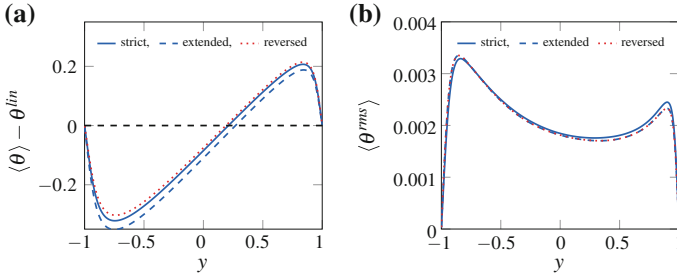 (a)
strict, extended, reversed
0.2
0
−0.2
⟨θ⟩ − θ^lin
−1 −0.5 0 0.5 1
y
(b)
strict, extended reversed
0.004
0.003
0.002
0.001
0
⟨θ^rms⟩
−1 −0.5 0 0.5 1
y